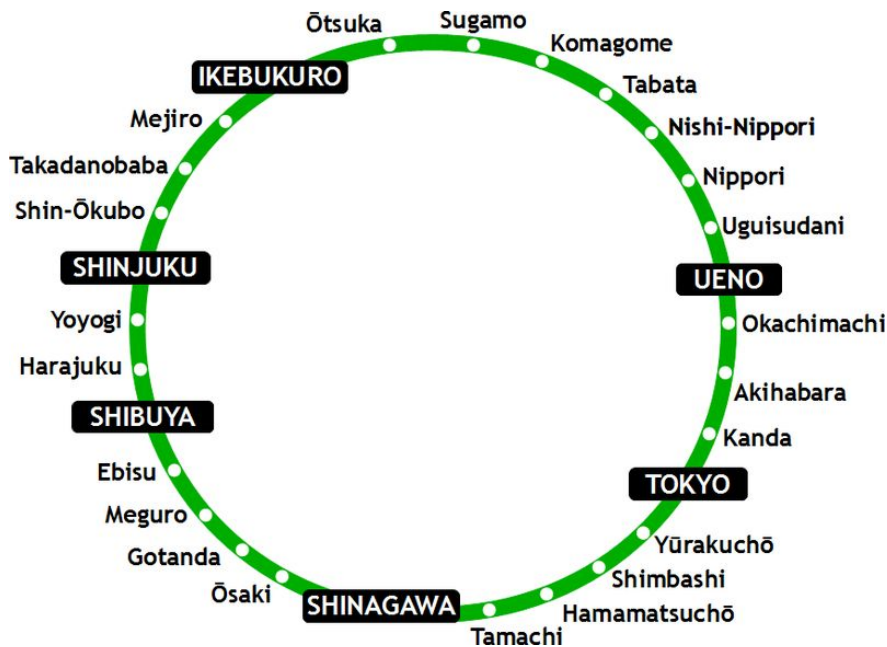 Ōtsuka
Sugamo
Komagome
Tabata
Nishi-Nippori
Nippori
Uguisudani
UENO
Okachimachi
Akihabara
Kanda
TOKYO
Yūrakuchō
Shimbashi
Hamamatsuchō
Tamachi
SHINAGAWA
Ōsaki
Gotanda
Meguro
Ebisu
SHIBUYA
Harajuku
Yoyogi
SHINJUKU
Shin-Ōkubo
Takadanobaba
Mejiro
IKEBUKURO